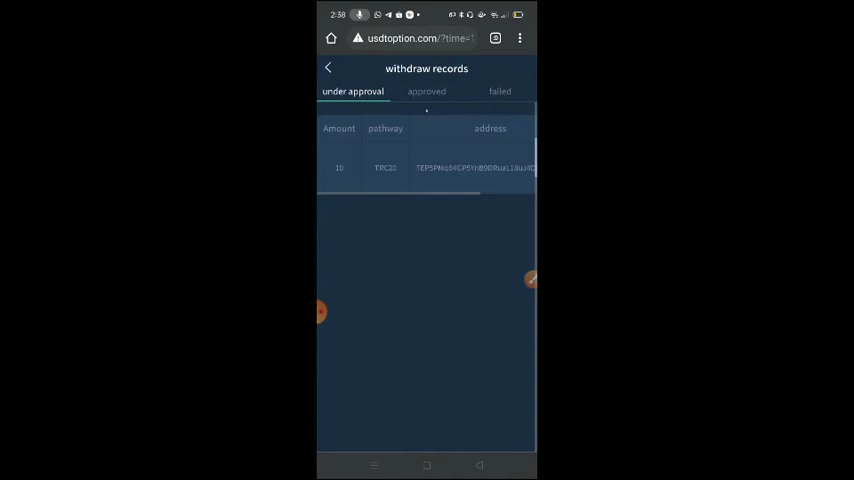 2:38
usdtoption.com/?time=
withdraw records
under approval approved failed
Amount pathway address
10 TRC20